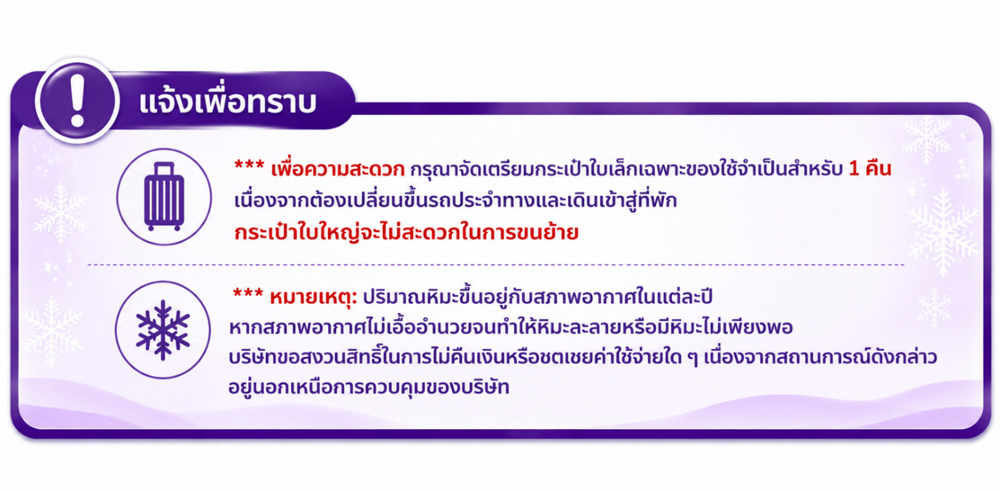 แจ้งเพื่อทราบ
*** เพื่อความสะดวก กรุณาจัดเตรียมกระเป๋าใบเล็กเฉพาะของใช้จำเป็นสำหรับ 1 คืน
เนื่องจากต้องเปลี่ยนขึ้นรถประจำทางและเดินเข้าสู่ที่พัก
กระเป๋าใบใหญ่จะไม่สะดวกในการขนย้าย
*** หมายเหตุ: ปริมาณหิมะขึ้นอยู่กับสภาพอากาศในแต่ละปี
หากสภาพอากาศไม่เอื้ออำนวยจนทำให้หิมะละลายหรือมีหิมะไม่เพียงพอ
บริษัทขอสงวนสิทธิ์ในการไม่คืนเงินหรือชตเชยค่าใช้จ่ายใด ๆ เนื่องจากสถานการณ์ดังกล่าว
อยู่นอกเหนือการควบคุมของบริษัท